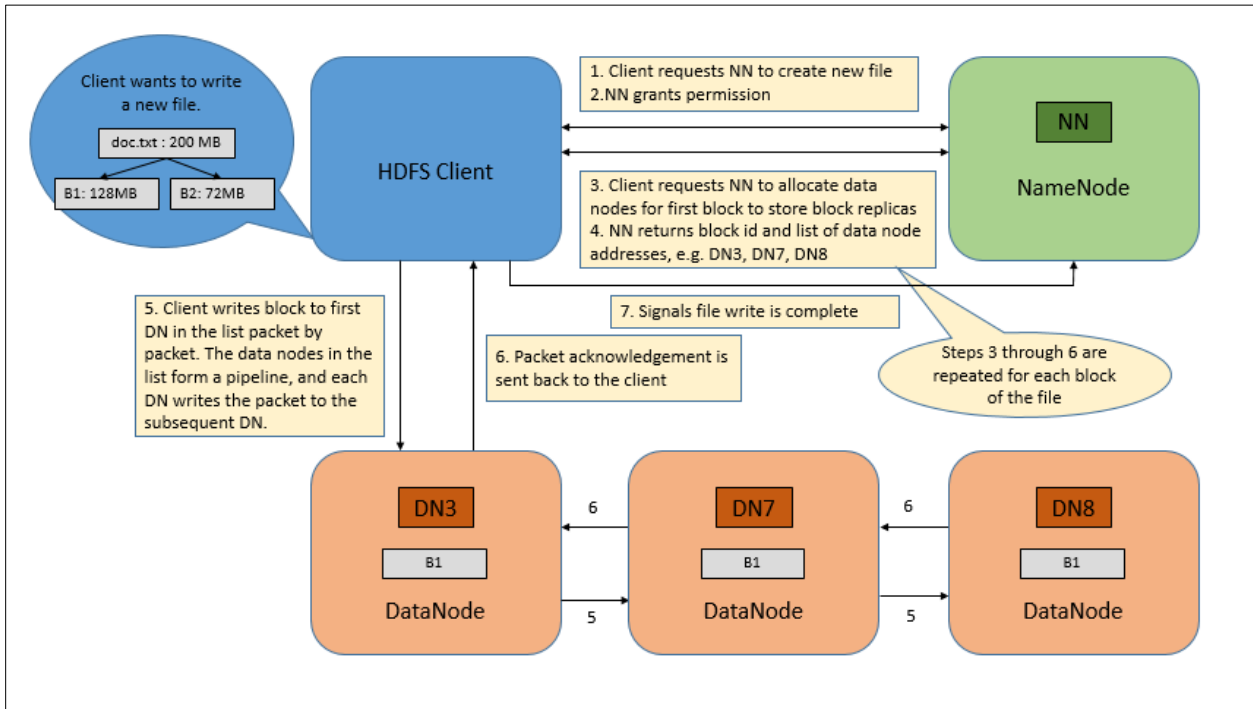 Client wants to write
a new file.
doc.txt : 200 MB
B1: 128MB
B2: 72MB
HDFS Client
1. Client requests NN to create new file
2.NN grants permission
NN
NameNode
3. Client requests NN to allocate data
nodes for first block to store block replicas
4. NN returns block id and list of data node
addresses, e.g. DN3, DN7, DN8
5. Client writes block to first
DN in the list packet by
packet. The data nodes in the
list form a pipeline, and each
DN writes the packet to the
subsequent DN.
7. Signals file write is complete
6. Packet acknowledgement is
sent back to the client
Steps 3 through 6 are
repeated for each block
of the file
DN3
B1
DataNode
6
5
DN7
B1
DataNode
6
5
DN8
B1
DataNode